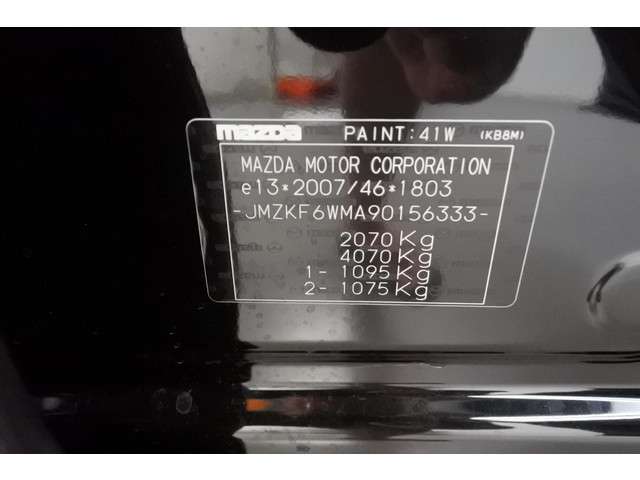 mazda PAINT:41W (KB8M)
MAZDA MOTOR CORPORATION
e13*2007/46*1803
-JMZKF6WMA90156333-
2070 Kg
4070 Kg
1- 1095 Kg
2- 1075 Kg